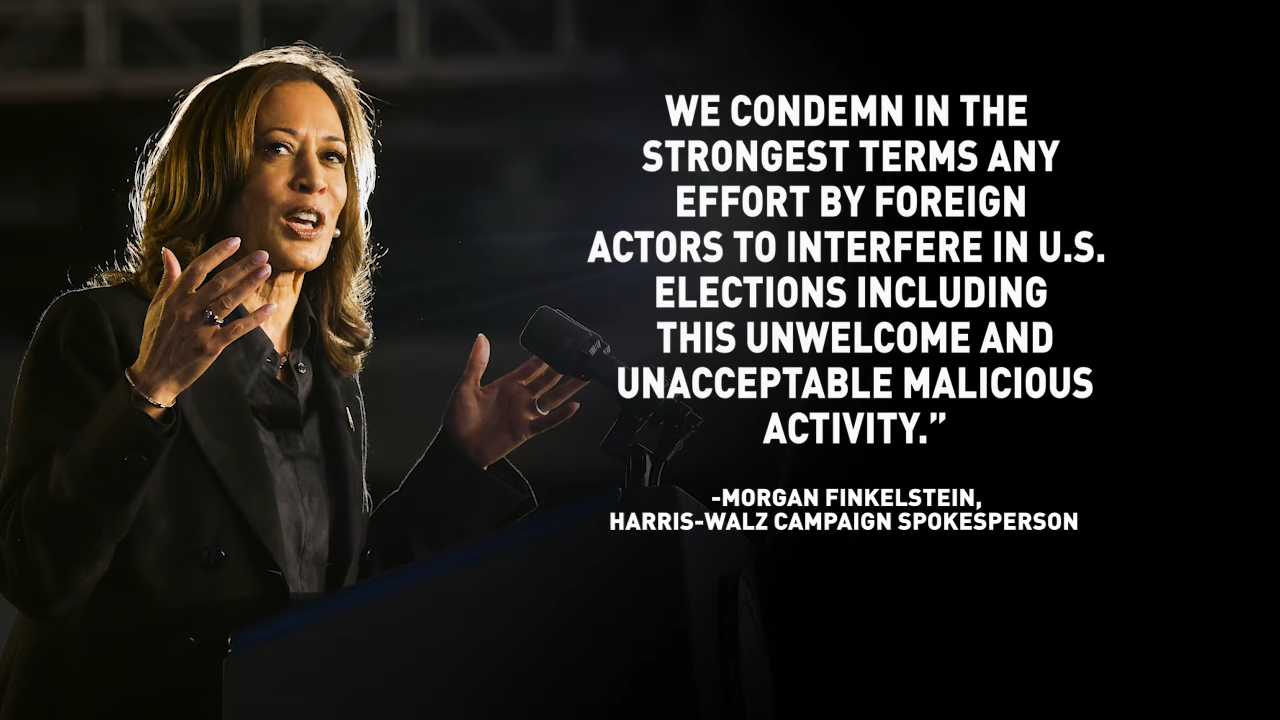 WE CONDEMN IN THE
STRONGEST TERMS ANY
EFFORT BY FOREIGN
ACTORS TO INTERFERE IN U.S.
ELECTIONS INCLUDING
THIS UNWELCOME AND
UNACCEPTABLE MALICIOUS
ACTIVITY.”
-MORGAN FINKELSTEIN,
HARRIS-WALZ CAMPAIGN SPOKESPERSON